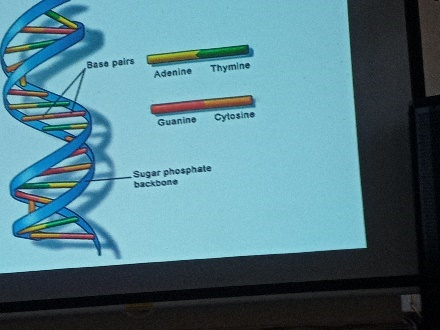 Base pairs
Adenine Thymine
Guanine Cytosine
Sugar phosphate
backbone